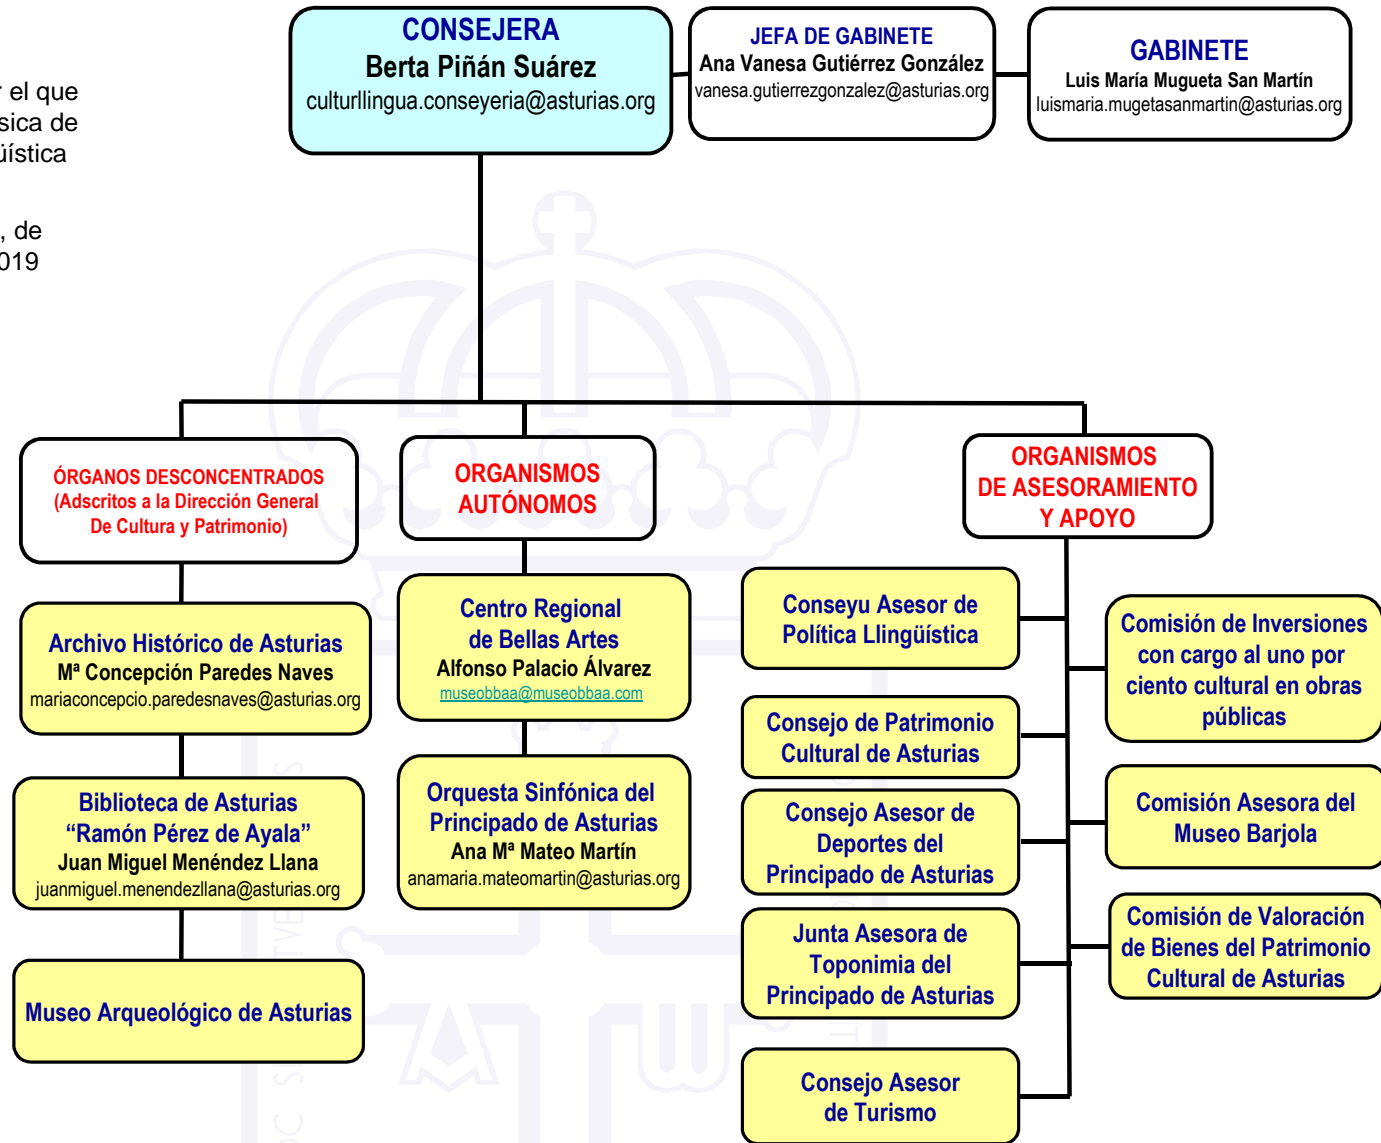 CONSEJERA
Berta Piñán Suárez
culturllingua.conseyeria@asturias.org
JEFA DE GABINETE
Ana Vanesa Gutiérrez González
vanesa.gutierrezgonzalez@asturias.org
GABINETE
Luis María Mugueta San Martín
luismaria.mugetasanmartin@asturias.org
el que
sica de
üística
, de
019
ÓRGANOS DESCONCENTRADOS
(Adscritos a la Dirección General
De Cultura y Patrimonio)
Archivo Histórico de Asturias
Mª Concepción Paredes Naves
mariaconcepcio.paredesnaves@asturias.org
Biblioteca de Asturias
“Ramón Pérez de Ayala”
Juan Miguel Menéndez Llana
juanmiguel.menendezllana@asturias.org
Museo Arqueológico de Asturias
ORGANISMOS
AUTÓNOMOS
Centro Regional
de Bellas Artes
Alfonso Palacio Álvarez
museobbaa@museobbaa.com
Orquesta Sinfónica del
Principado de Asturias
Ana Mª Mateo Martín
anamaria.mateomartin@asturias.org
ORGANISMOS
DE ASESORAMIENTO
Y APOYO
Conseyu Asesor de
Política Llingüística
Consejo de Patrimonio
Cultural de Asturias
Consejo Asesor de
Deportes del
Principado de Asturias
Junta Asesora de
Toponimia del
Principado de Asturias
Consejo Asesor
de Turismo
Comisión de Inversiones
con cargo al uno por
ciento cultural en obras
públicas
Comisión Asesora del
Museo Barjola
Comisión de Valoración
de Bienes del Patrimonio
Cultural de Asturias